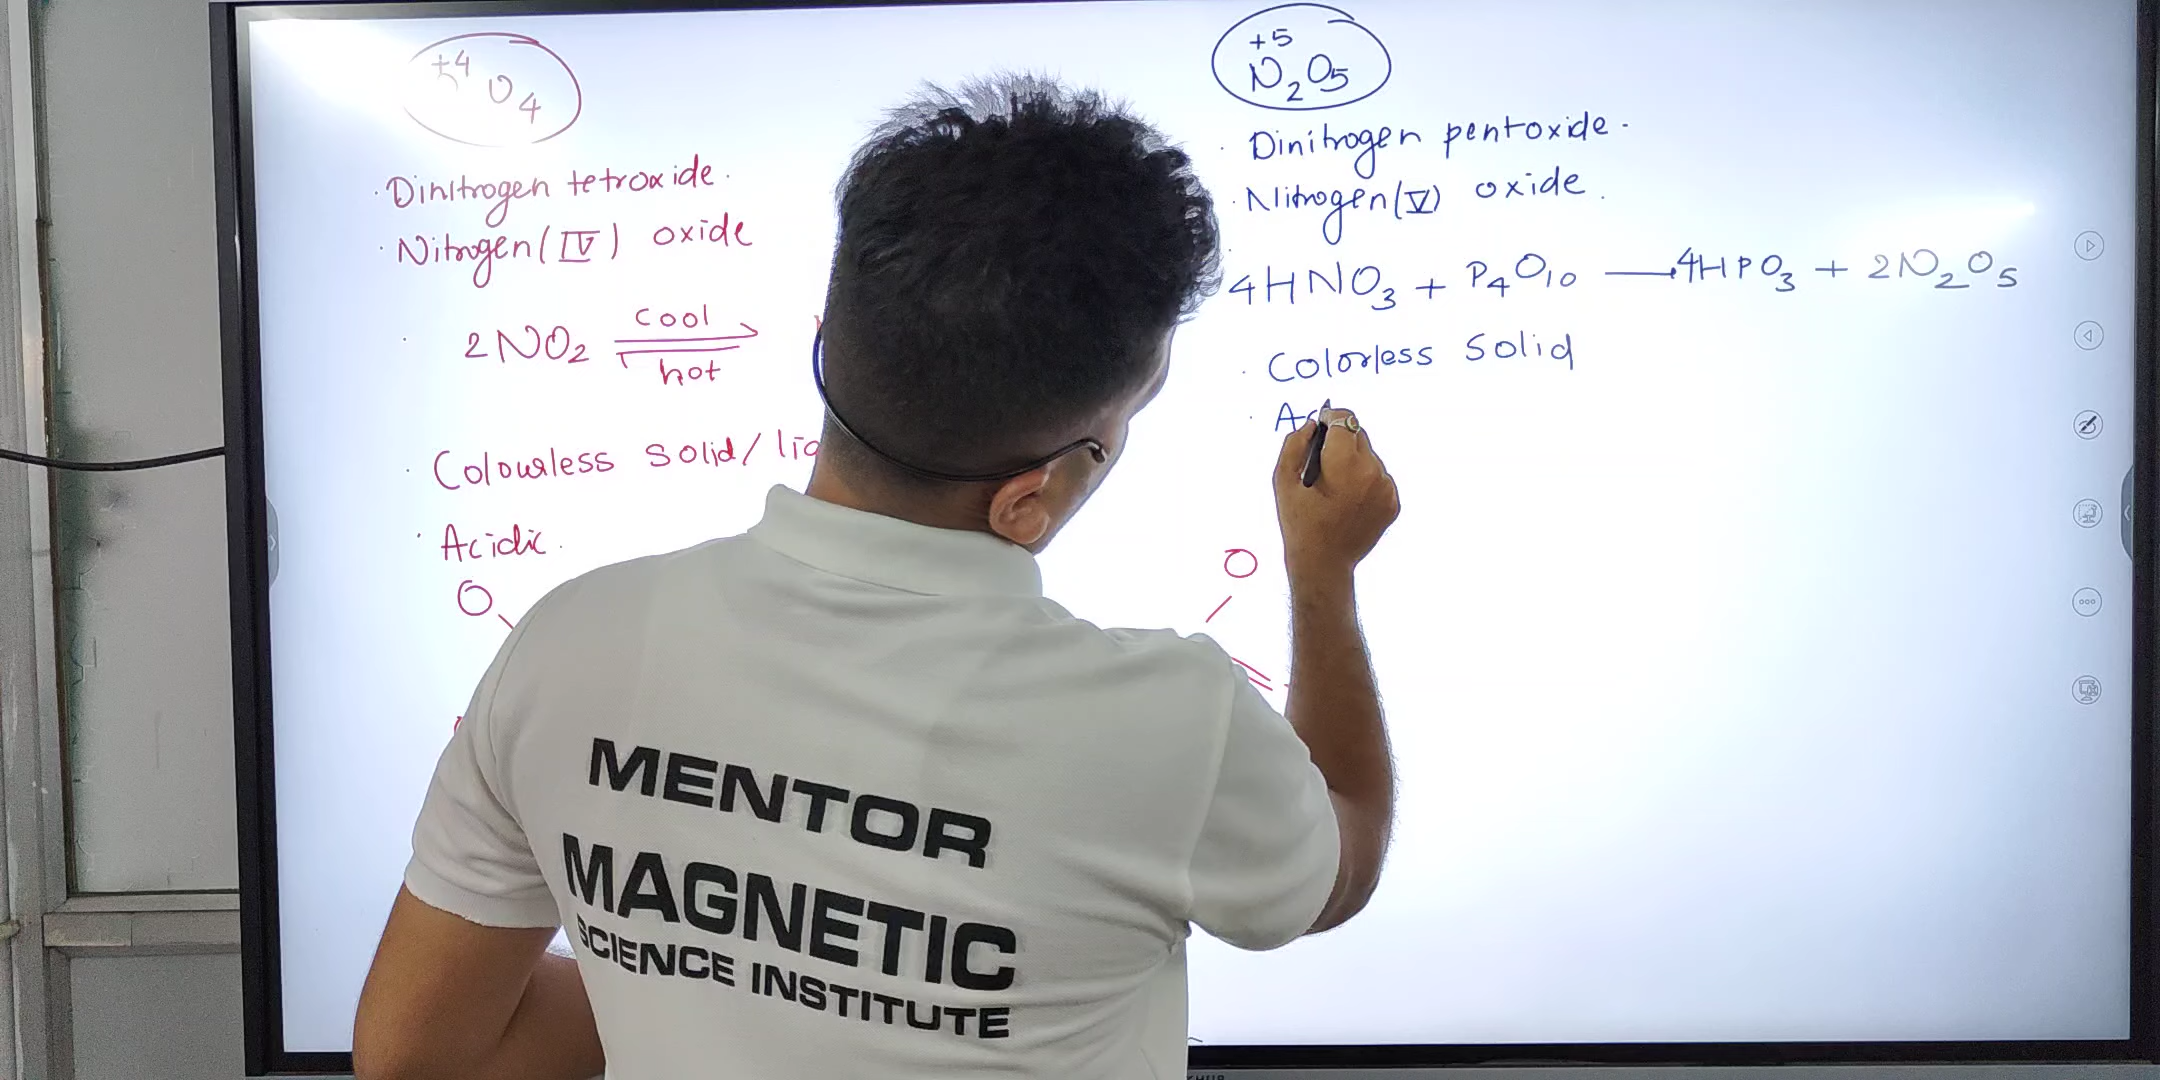 +4
O4
· Dinitrogen tetroxide.
· Nitrogen(IV) oxide
· 2NO2 cool hot
· Colourless solid/
· Acidic.
O
+5
N2O5
· Dinitrogen pentoxide.
· Nitrogen(V) oxide.
4HNO3 + P4O10 → 4HPO3 + 2N2O5
· Colorless solid
O
MENTOR
MAGNETIC
SCIENCE INSTITUTE